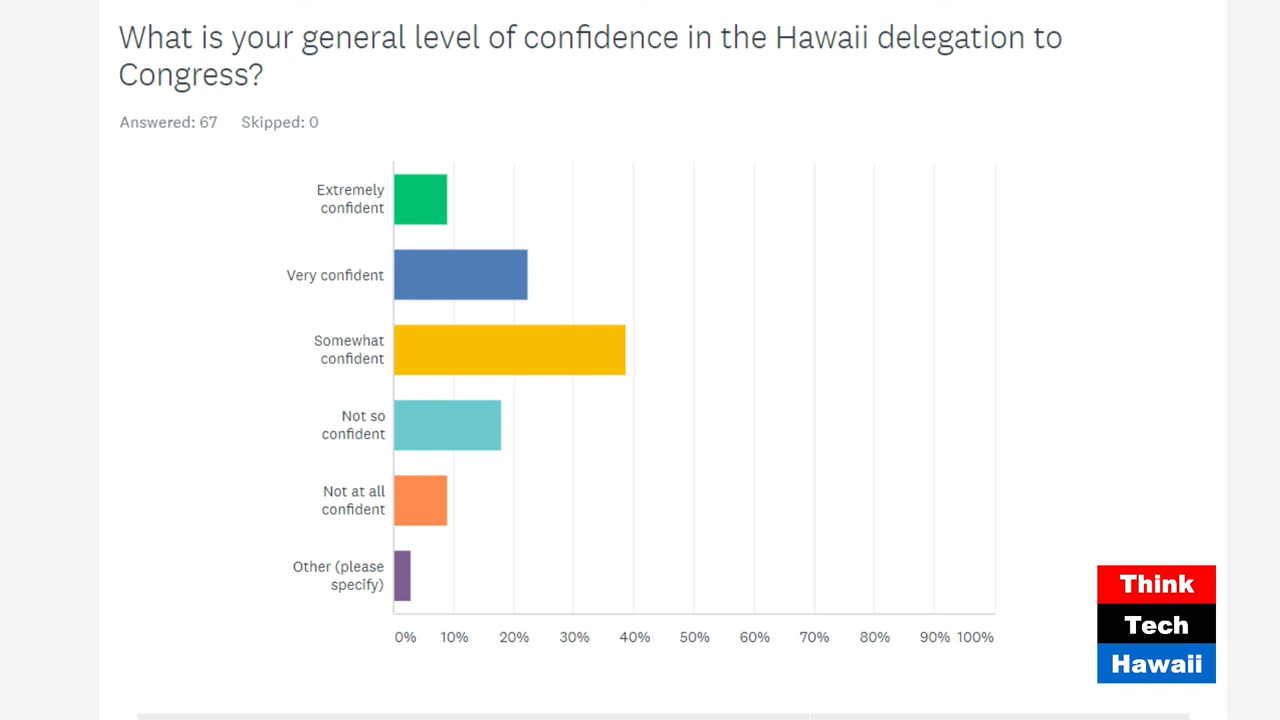 What is your general level of confidence in the Hawaii delegation to
Congress?
Answered: 67 Skipped: 0
Extremely
confident
Very confident
Somewhat
confident
Not so
confident
Not at all
confident
Other (please
specify)
0% 10% 20% 30% 40% 50% 60% 70% 80% 90% 100%
Think
Tech
Hawaii